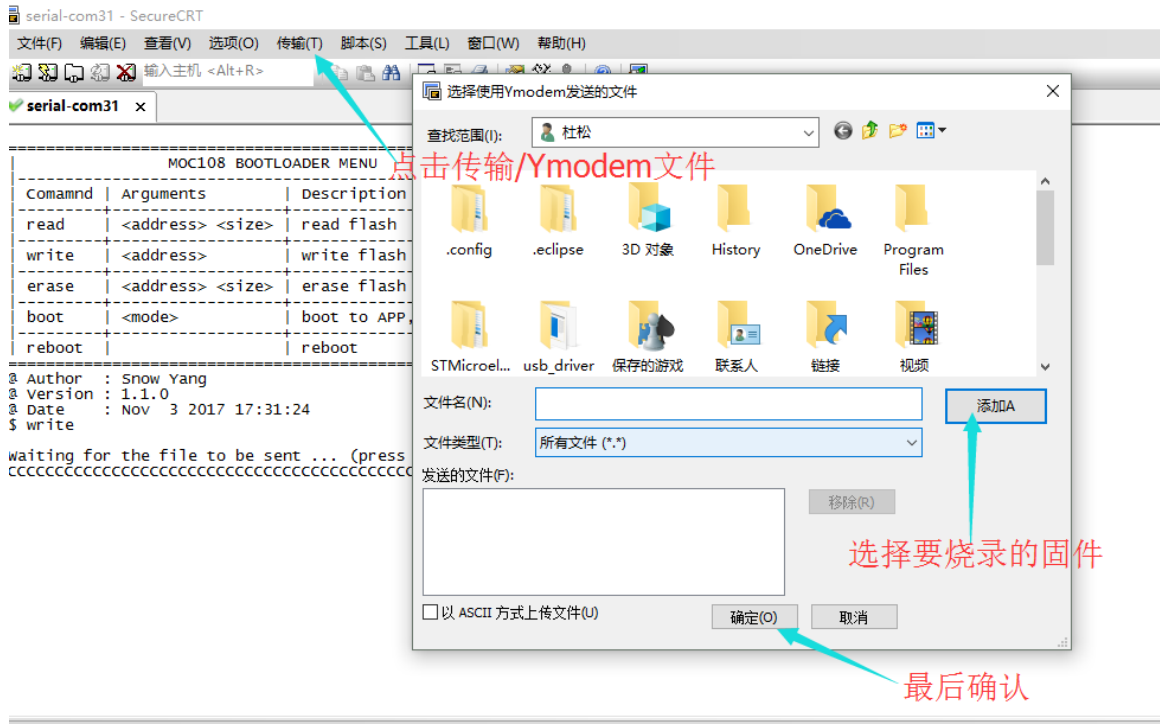 serial-com31 - SecureCRT
文件(F) 编辑(E) 查看(V) 选项(O) 传输(T) 脚本(S) 工具(L) 窗口(W) 帮助(H)
输入主机 <Alt+R>
serial-com31 x
MOC108 BOOTLOADER MENU
Comamnd | Arguments | Description
read | <address> <size> | read flash
write | <address> | write flash
erase | <address> <size> | erase flash
boot | <mode> | boot to APP,
reboot | | reboot
@ Author : Snow Yang
@ Version : 1.1.0
@ Date : Nov 3 2017 17:31:24
$ write
Waiting for the file to be sent ... (press
选择使用Ymodem发送的文件
查找范围(I):
杜松
点击传输/Ymodem文件
.config
.eclipse
3D 对象
History
OneDrive
Program Files
STMicroel...
usb_driver
保存的游戏
联系人
链接
视频
文件名(N):
添加A
文件类型(T):
所有文件 (*.*)
发送的文件(F):
移除(R)
选择要烧录的固件
以 ASCII 方式上传文件(U)
确定(O)
取消
最后确认